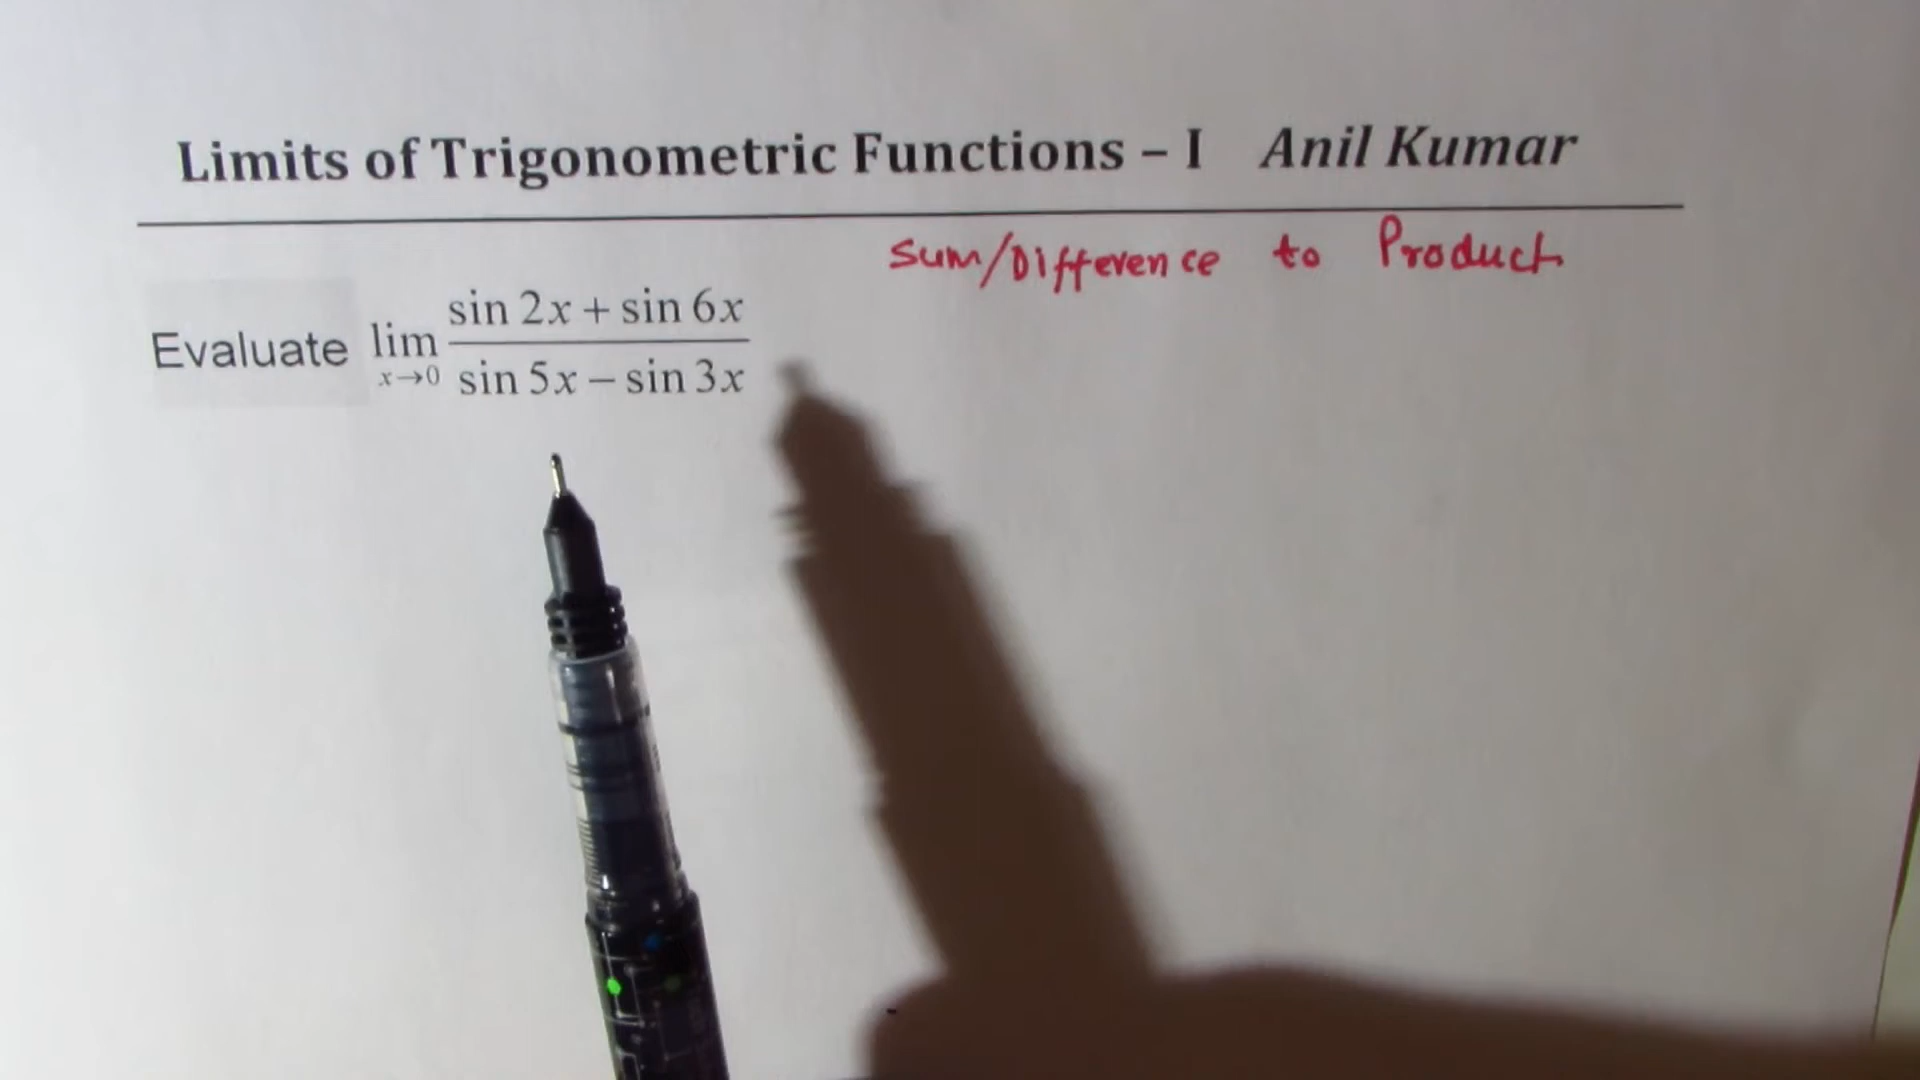 Limits of Trigonometric Functions – I Anil Kumar
Sum/Difference to Product
Evaluate lim x→0 (sin 2x + sin 6x)/(sin 5x – sin 3x)